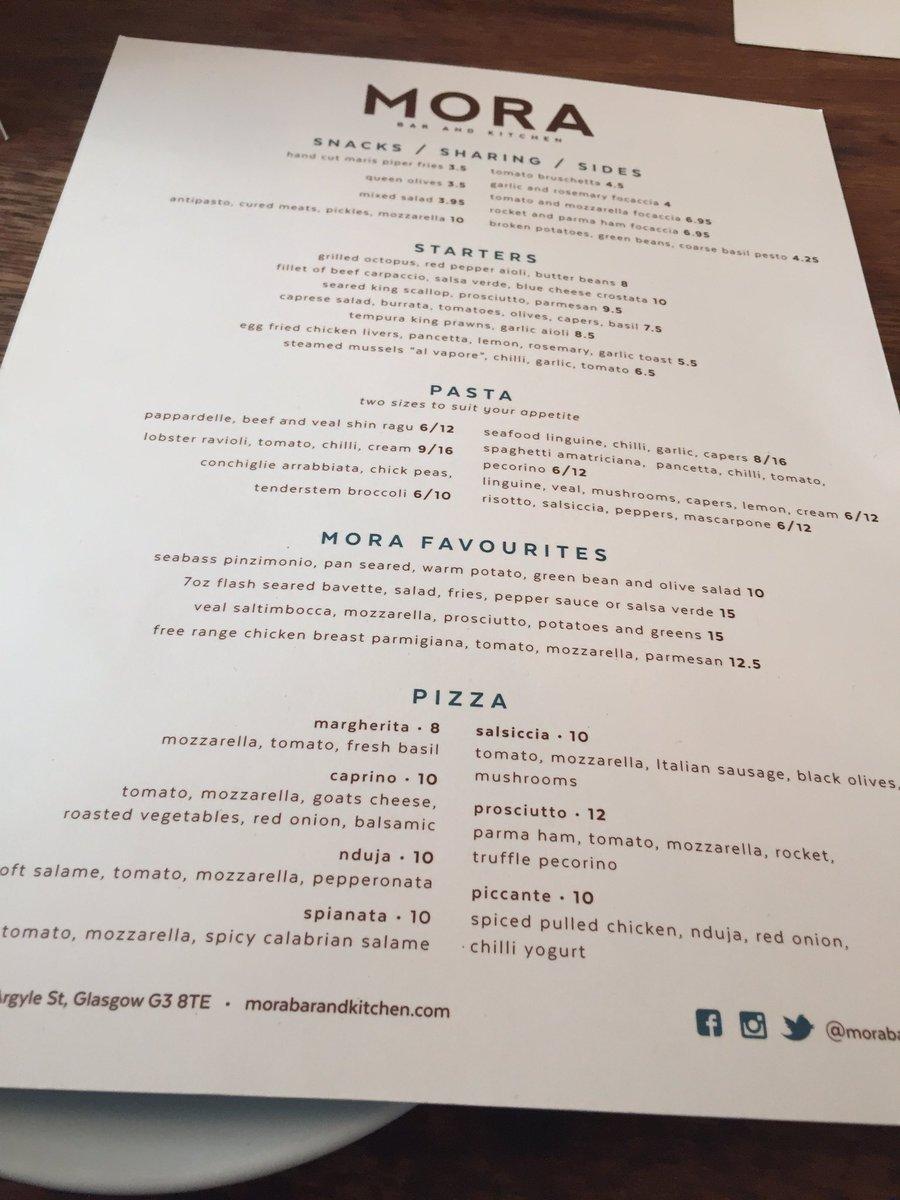 MORA
BAR AND KITCHEN
SNACKS / SHARING / SIDES
hand cut maris piper fries 3.5
queen olives 3.5
mixed salad 3.95
antipasto, cured meats, pickles, mozzarella 10
tomato bruschetta 4.5
garlic and rosemary focaccia 4
tomato and mozzarella focaccia 6.95
rocket and parma ham focaccia 6.95
broken potatoes, green beans, coarse basil pesto 4.25
STARTERS
grilled octopus, red pepper aioli, butter beans 8
fillet of beef carpaccio, salsa verde, blue cheese crostata 10
seared king scallop, prosciutto, parmesan 9.5
caprese salad, burrata, tomatoes, olives, capers, basil 7.5
tempura king prawns, garlic aioli 8.5
egg fried chicken livers, pancetta, lemon, rosemary, garlic toast 5.5
steamed mussels "al vapore", chilli, garlic, tomato 6.5
PASTA
two sizes to suit your appetite
pappardelle, beef and veal shin ragu 6/12
lobster ravioli, tomato, chilli, cream 9/16
conchiglie arrabbiata, chick peas,
tenderstem broccoli 6/10
seafood linguine, chilli, garlic, capers 8/16
spaghetti amatriciana, pancetta, chilli, tomato,
pecorino 6/12
linguine, veal, mushrooms, capers, lemon, cream 6/12
risotto, salsiccia, peppers, mascarpone 6/12
MORA FAVOURITES
seabass pinzimonio, pan seared, warm potato, green bean and olive salad 10
7oz flash seared bavette, salad, fries, pepper sauce or salsa verde 15
veal saltimbocca, mozzarella, prosciutto, potatoes and greens 15
free range chicken breast parmigiana, tomato, mozzarella, parmesan 12.5
PIZZA
margherita · 8
mozzarella, tomato, fresh basil
caprino · 10
tomato, mozzarella, goats cheese,
roasted vegetables, red onion, balsamic
nduja · 10
oft salame, tomato, mozzarella, pepperonata
spianata · 10
tomato, mozzarella, spicy calabrian salame
salsiccia · 10
tomato, mozzarella, Italian sausage, black olives,
mushrooms
prosciutto · 12
parma ham, tomato, mozzarella, rocket,
truffle pecorino
piccante · 10
spiced pulled chicken, nduja, red onion,
chilli yogurt
Argyle St, Glasgow G3 8TE · morabarandkitchen.com
@moraba